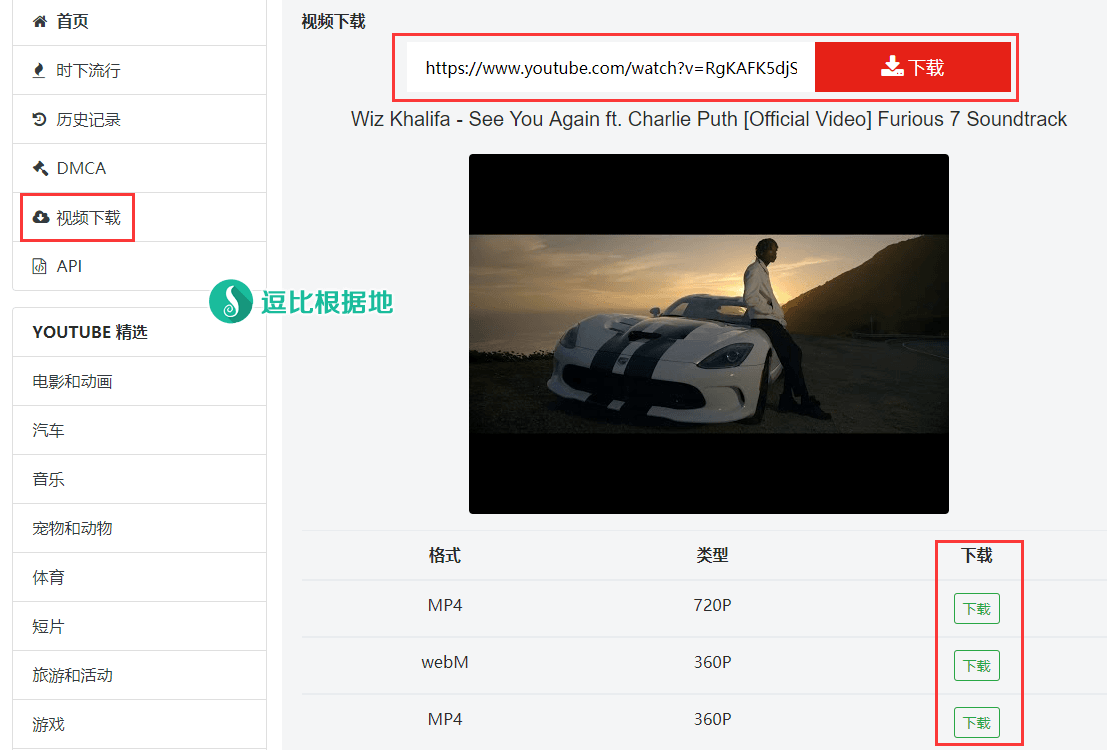 首页
时下流行
历史记录
DMCA
视频下载
API
YOUTUBE 精选
电影和动画
汽车
音乐
宠物和动物
体育
短片
旅游和活动
游戏
逗比根据地
视频下载
https://www.youtube.com/watch?v=RgKAFK5djS
下载
Wiz Khalifa - See You Again ft. Charlie Puth [Official Video] Furious 7 Soundtrack
格式 类型 下载
MP4 720P 下载
webM 360P 下载
MP4 360P 下载